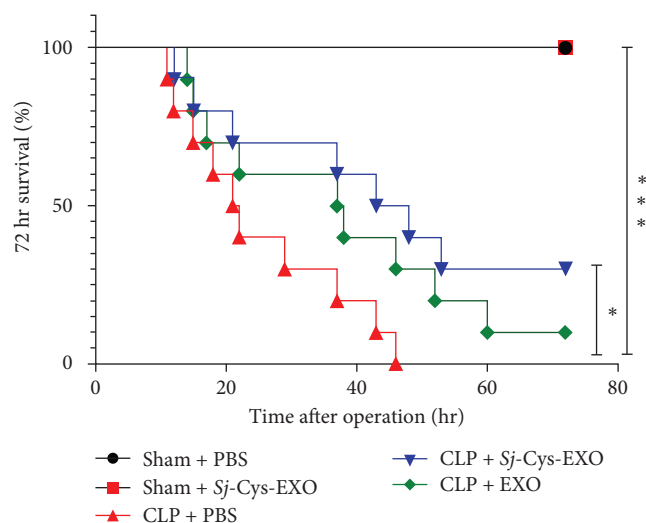 100
50
0
72 hr survival (%)
0 20 40 60 80
Time after operation (hr)
***
*
Sham + PBS
Sham + Sj-Cys-EXO
CLP + PBS
CLP + Sj-Cys-EXO
CLP + EXO